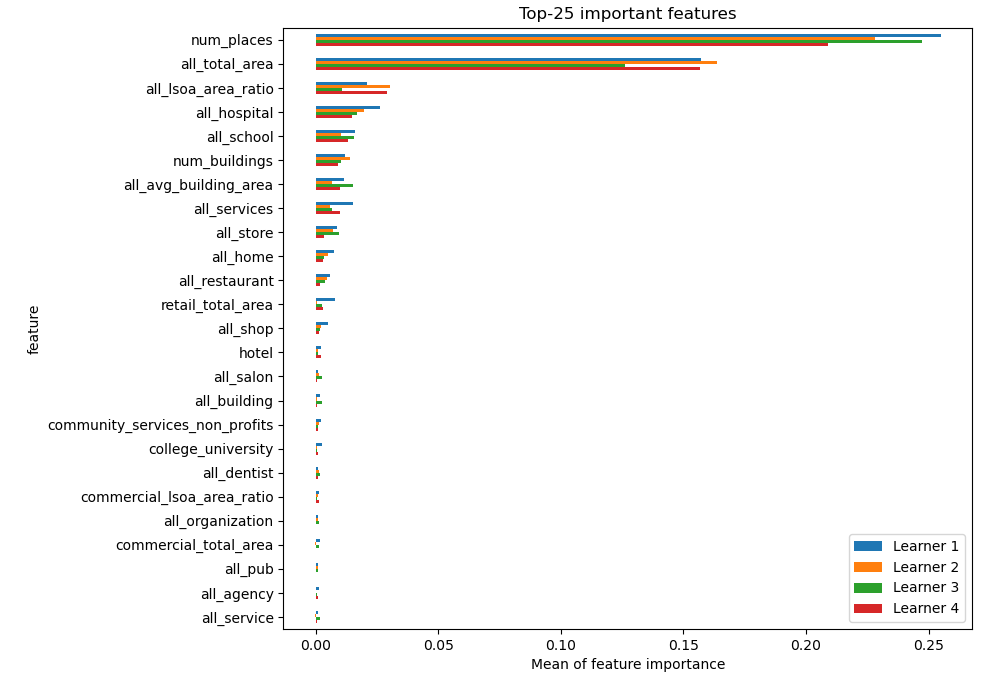 Top-25 important features
num_places
all_total_area
all_lsoa_area_ratio
all_hospital
all_school
num_buildings
all_avg_building_area
all_services
all_store
all_home
all_restaurant
retail_total_area
all_shop
hotel
all_salon
all_building
community_services_non_profits
college_university
all_dentist
commercial_lsoa_area_ratio
all_organization
commercial_total_area
all_pub
all_agency
all_service
feature
Learner 1
Learner 2
Learner 3
Learner 4
0.00 0.05 0.10 0.15 0.20 0.25
Mean of feature importance